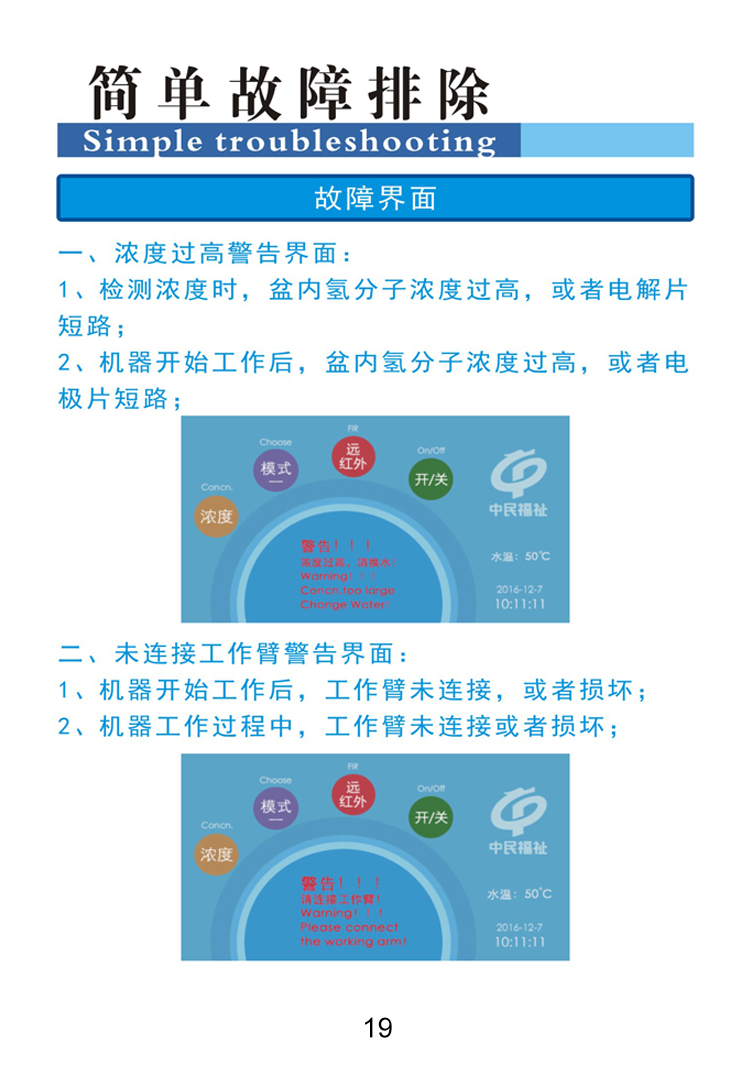 简单故障排除
Simple troubleshooting
故障界面
一、浓度过高警告界面：
1、检测浓度时，盆内氢分子浓度过高，或者电解片
短路；
2、机器开始工作后，盆内氢分子浓度过高，或者电
极片短路；
FIR
Choose
远
红外
On/Off
模式
一
开/关
Concn.
浓度
中民福祉
警告！！！
浓度过高，请换水！
Warning！！！
Concn.too large
Change Water!
水温：50℃
2016-12-7
10:11:11
二、未连接工作臂警告界面：
1、机器开始工作后，工作臂未连接，或者损坏；
2、机器工作过程中，工作臂未连接或者损坏；
FIR
Choose
远
红外
On/Off
模式
一
开/关
Concn.
浓度
中民福祉
警告！！！
请连接工作臂！
Warning！！！
Please connect
the working arm!
水温：50℃
2016-12-7
10:11:11
19